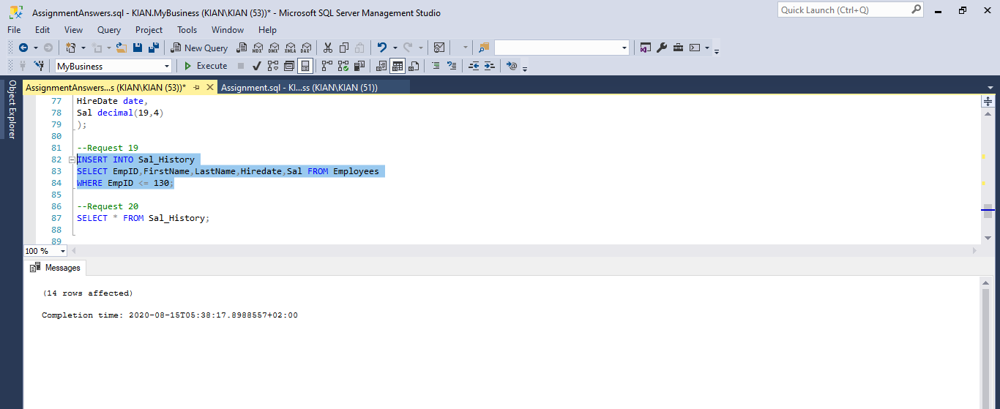 AssignmentAnswers.sql - KIAN.MyBusiness (KIAN\KIAN (53))* - Microsoft SQL Server Management Studio
Quick Launch (Ctrl+Q)
File Edit View Query Project Tools Window Help
New Query MDX DMX XMLA DAX
MyBusiness Execute
Object Explorer
AssignmentAnswers...s (KIAN\KIAN (53))* Assignment.sql - KI...ss (KIAN\KIAN (51))
77 HireDate date,
78 Sal decimal(19,4)
79 );
80
81 --Request 19
82 INSERT INTO Sal_History
83 SELECT EmpID,FirstName,LastName,Hiredate,Sal FROM Employees
84 WHERE EmpID <= 130;
85
86 --Request 20
87 SELECT * FROM Sal_History;
88
89
100 %
Messages
(14 rows affected)
Completion time: 2020-08-15T05:38:17.8988557+02:00